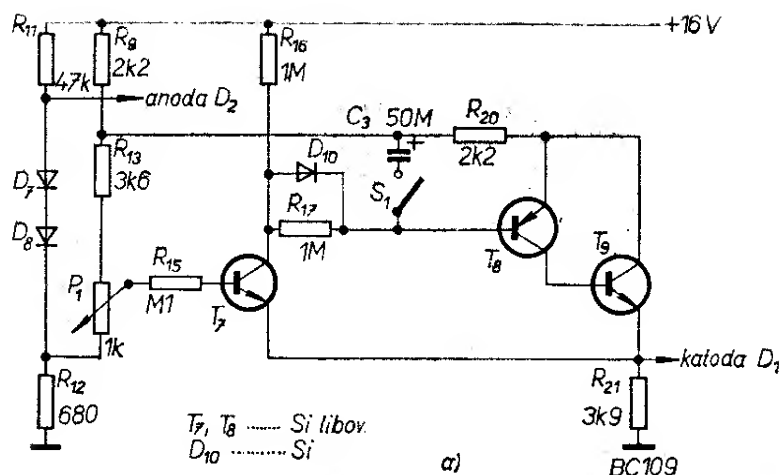 R11
47k
R9
2k2
R16
1M
+16V
anoda D2
C3 50M
R20
2k2
R13
3k6
D10
D7
R17
1M
S1
D8
T8
T9
P1
1k
R15
M1
T7
R12
680
katoda D1
R21
3k9
T7, T8 ........ Si libov.
D10 ........ Si
a)
BC109